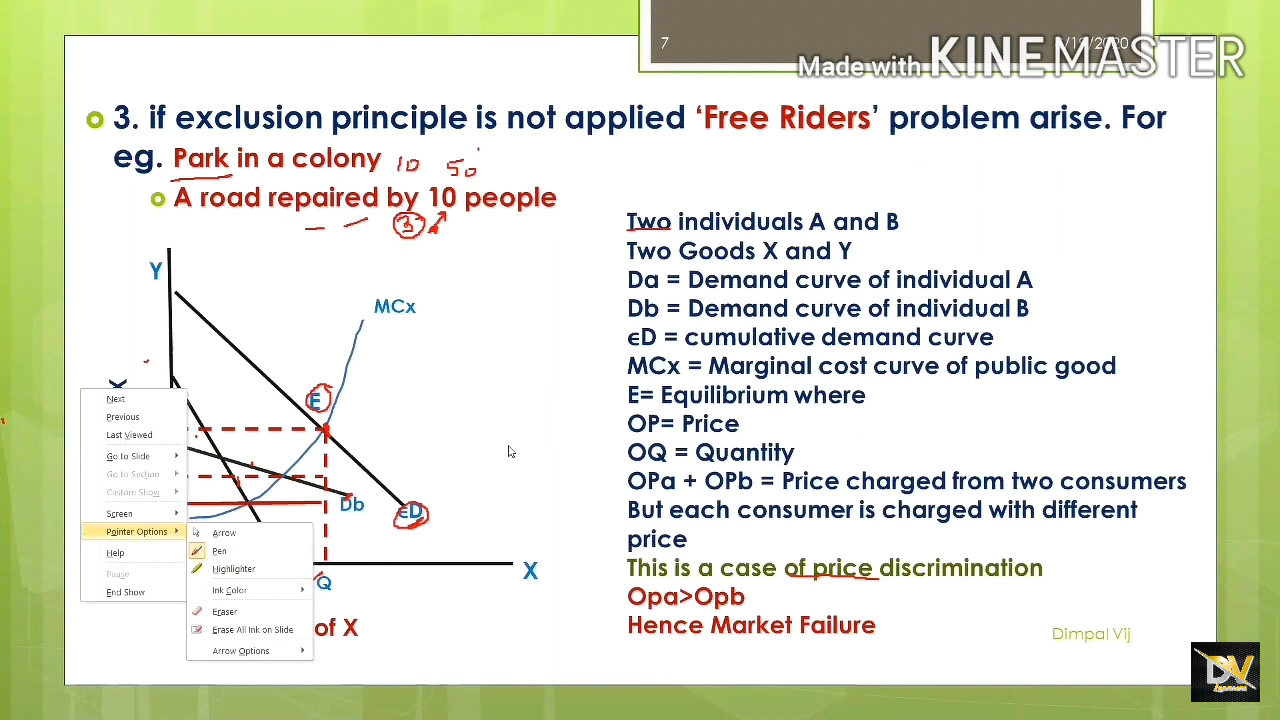 7
/2020
Made with KINEMASTER
3. if exclusion principle is not applied ‘Free Riders’ problem arise. For
eg. Park in a colony 10 50
A road repaired by 10 people
3
Two individuals A and B
Two Goods X and Y
Da = Demand curve of individual A
Db = Demand curve of individual B
ϵD = cumulative demand curve
MCx = Marginal cost curve of public good
E= Equilibrium where
OP= Price
OQ = Quantity
OPa + OPb = Price charged from two consumers
But each consumer is charged with different
price
This is a case of price discrimination
Opa>Opb
Hence Market Failure
Dimpal Vij
Y
MCx
E
Db
ϵD
X
Q
of X
Next
Previous
Last Viewed
Go to Slide
Go to Section
Custom Show
Screen
Pointer Options
Help
Pause
End Show
Arrow
Pen
Highlighter
Ink Color
Eraser
Erase All Ink on Slide
Arrow Options
DV